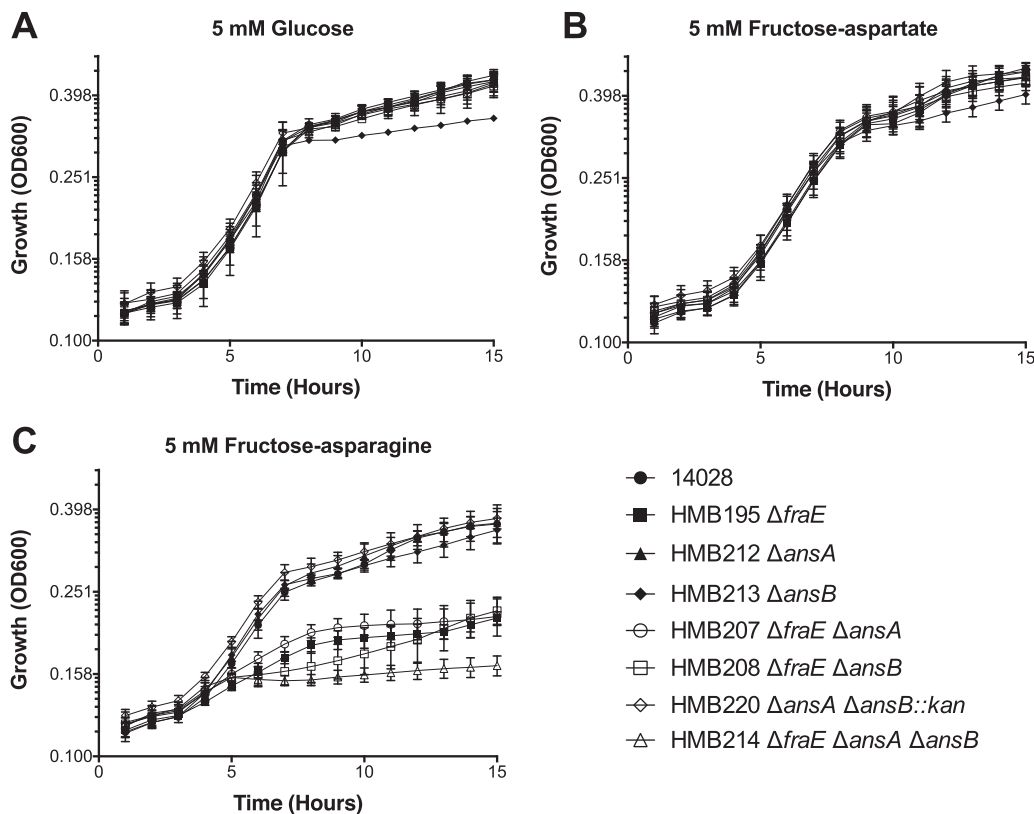 A
5 mM Glucose
Growth (OD600)
0.398
0.251
0.158
0.100
0 5 10 15
Time (Hours)
B
5 mM Fructose-aspartate
Growth (OD600)
0.398
0.251
0.158
0.100
0 5 10 15
Time (Hours)
C
5 mM Fructose-asparagine
Growth (OD600)
0.398
0.251
0.158
0.100
0 5 10 15
Time (Hours)
14028
HMB195 ΔfraE
HMB212 ΔansA
HMB213 ΔansB
HMB207 ΔfraE ΔansA
HMB208 ΔfraE ΔansB
HMB220 ΔansA ΔansB::kan
HMB214 ΔfraE ΔansA ΔansB